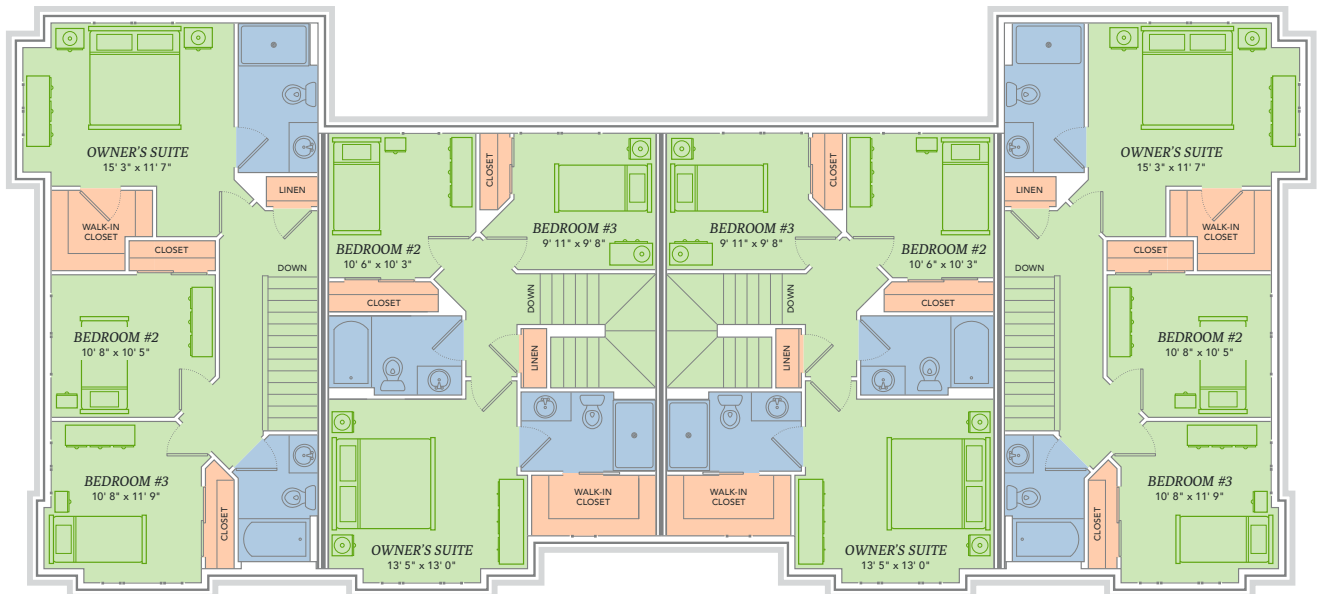 OWNER'S SUITE
15' 3" x 11' 7"
LINEN
WALK-IN
CLOSET
CLOSET
DOWN
BEDROOM #2
10' 8" x 10' 5"
BEDROOM #3
10' 8" x 11' 9"
CLOSET
BEDROOM #2
10' 6" x 10' 3"
CLOSET
BEDROOM #3
9' 11" x 9' 8"
CLOSET
DOWN
LINEN
WALK-IN
CLOSET
OWNER'S SUITE
13' 5" x 13' 0"
BEDROOM #3
9' 11" x 9' 8"
CLOSET
BEDROOM #2
10' 6" x 10' 3"
CLOSET
DOWN
LINEN
WALK-IN
CLOSET
OWNER'S SUITE
13' 5" x 13' 0"
OWNER'S SUITE
15' 3" x 11' 7"
LINEN
WALK-IN
CLOSET
CLOSET
DOWN
BEDROOM #2
10' 8" x 10' 5"
BEDROOM #3
10' 8" x 11' 9"
CLOSET